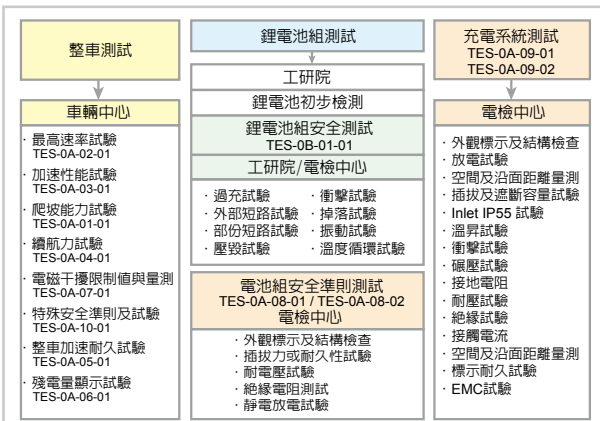 整車測試
車輛中心
· 最高速率試驗
TES-0A-02-01
· 加速性能試驗
TES-0A-03-01
· 爬坡能力試驗
TES-0A-01-01
· 續航力試驗
TES-0A-04-01
· 電磁干擾限制值與量測
TES-0A-07-01
· 特殊安全準則及試驗
TES-0A-10-01
· 整車加速耐久試驗
TES-0A-05-01
· 殘電量顯示試驗
TES-0A-06-01
鋰電池組測試
工研院
鋰電池初步檢測
鋰電池組安全測試
TES-0B-01-01
工研院/電檢中心
· 過充試驗
· 外部短路試驗
· 部份短路試驗
· 壓毀試驗
· 衝擊試驗
· 掉落試驗
· 振動試驗
· 溫度循環試驗
電池組安全準則測試
TES-0A-08-01 / TES-0A-08-02
電檢中心
· 外觀標示及結構檢查
· 插拔力或耐久性試驗
· 耐電壓試驗
· 絶緣電阻測試
· 靜電放電試驗
充電系統測試
TES-0A-09-01
TES-0A-09-02
電檢中心
· 外觀標示及結構檢查
· 放電試驗
· 空間及沿面距離量測
· 插拔及遮斷容量試驗
· Inlet IP55 試驗
· 溫昇試驗
· 衝擊試驗
· 碾壓試驗
· 接地電阻
· 耐壓試驗
· 絶緣試驗
· 接觸電流
· 空間及沿面距離量測
· 標示耐久試驗
· EMC試驗